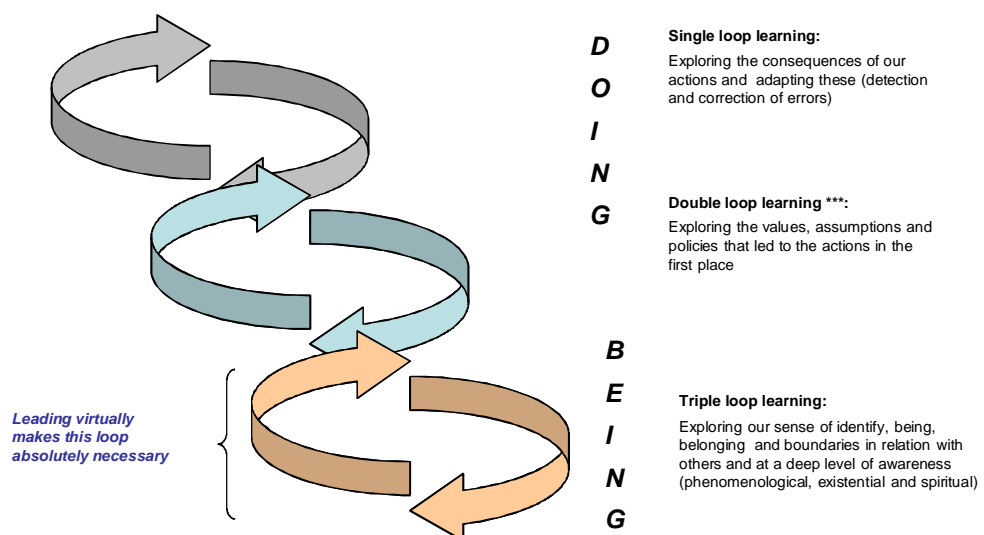 D
O
I
N
G
Single loop learning:
Exploring the consequences of our
actions and adapting these (detection
and correction of errors)
Double loop learning ***:
Exploring the values, assumptions and
policies that led to the actions in the
first place
B
E
I
N
G
Leading virtually
makes this loop
absolutely necessary
Triple loop learning:
Exploring our sense of identify, being,
belonging and boundaries in relation with
others and at a deep level of awareness
(phenomenological, existential and spiritual)